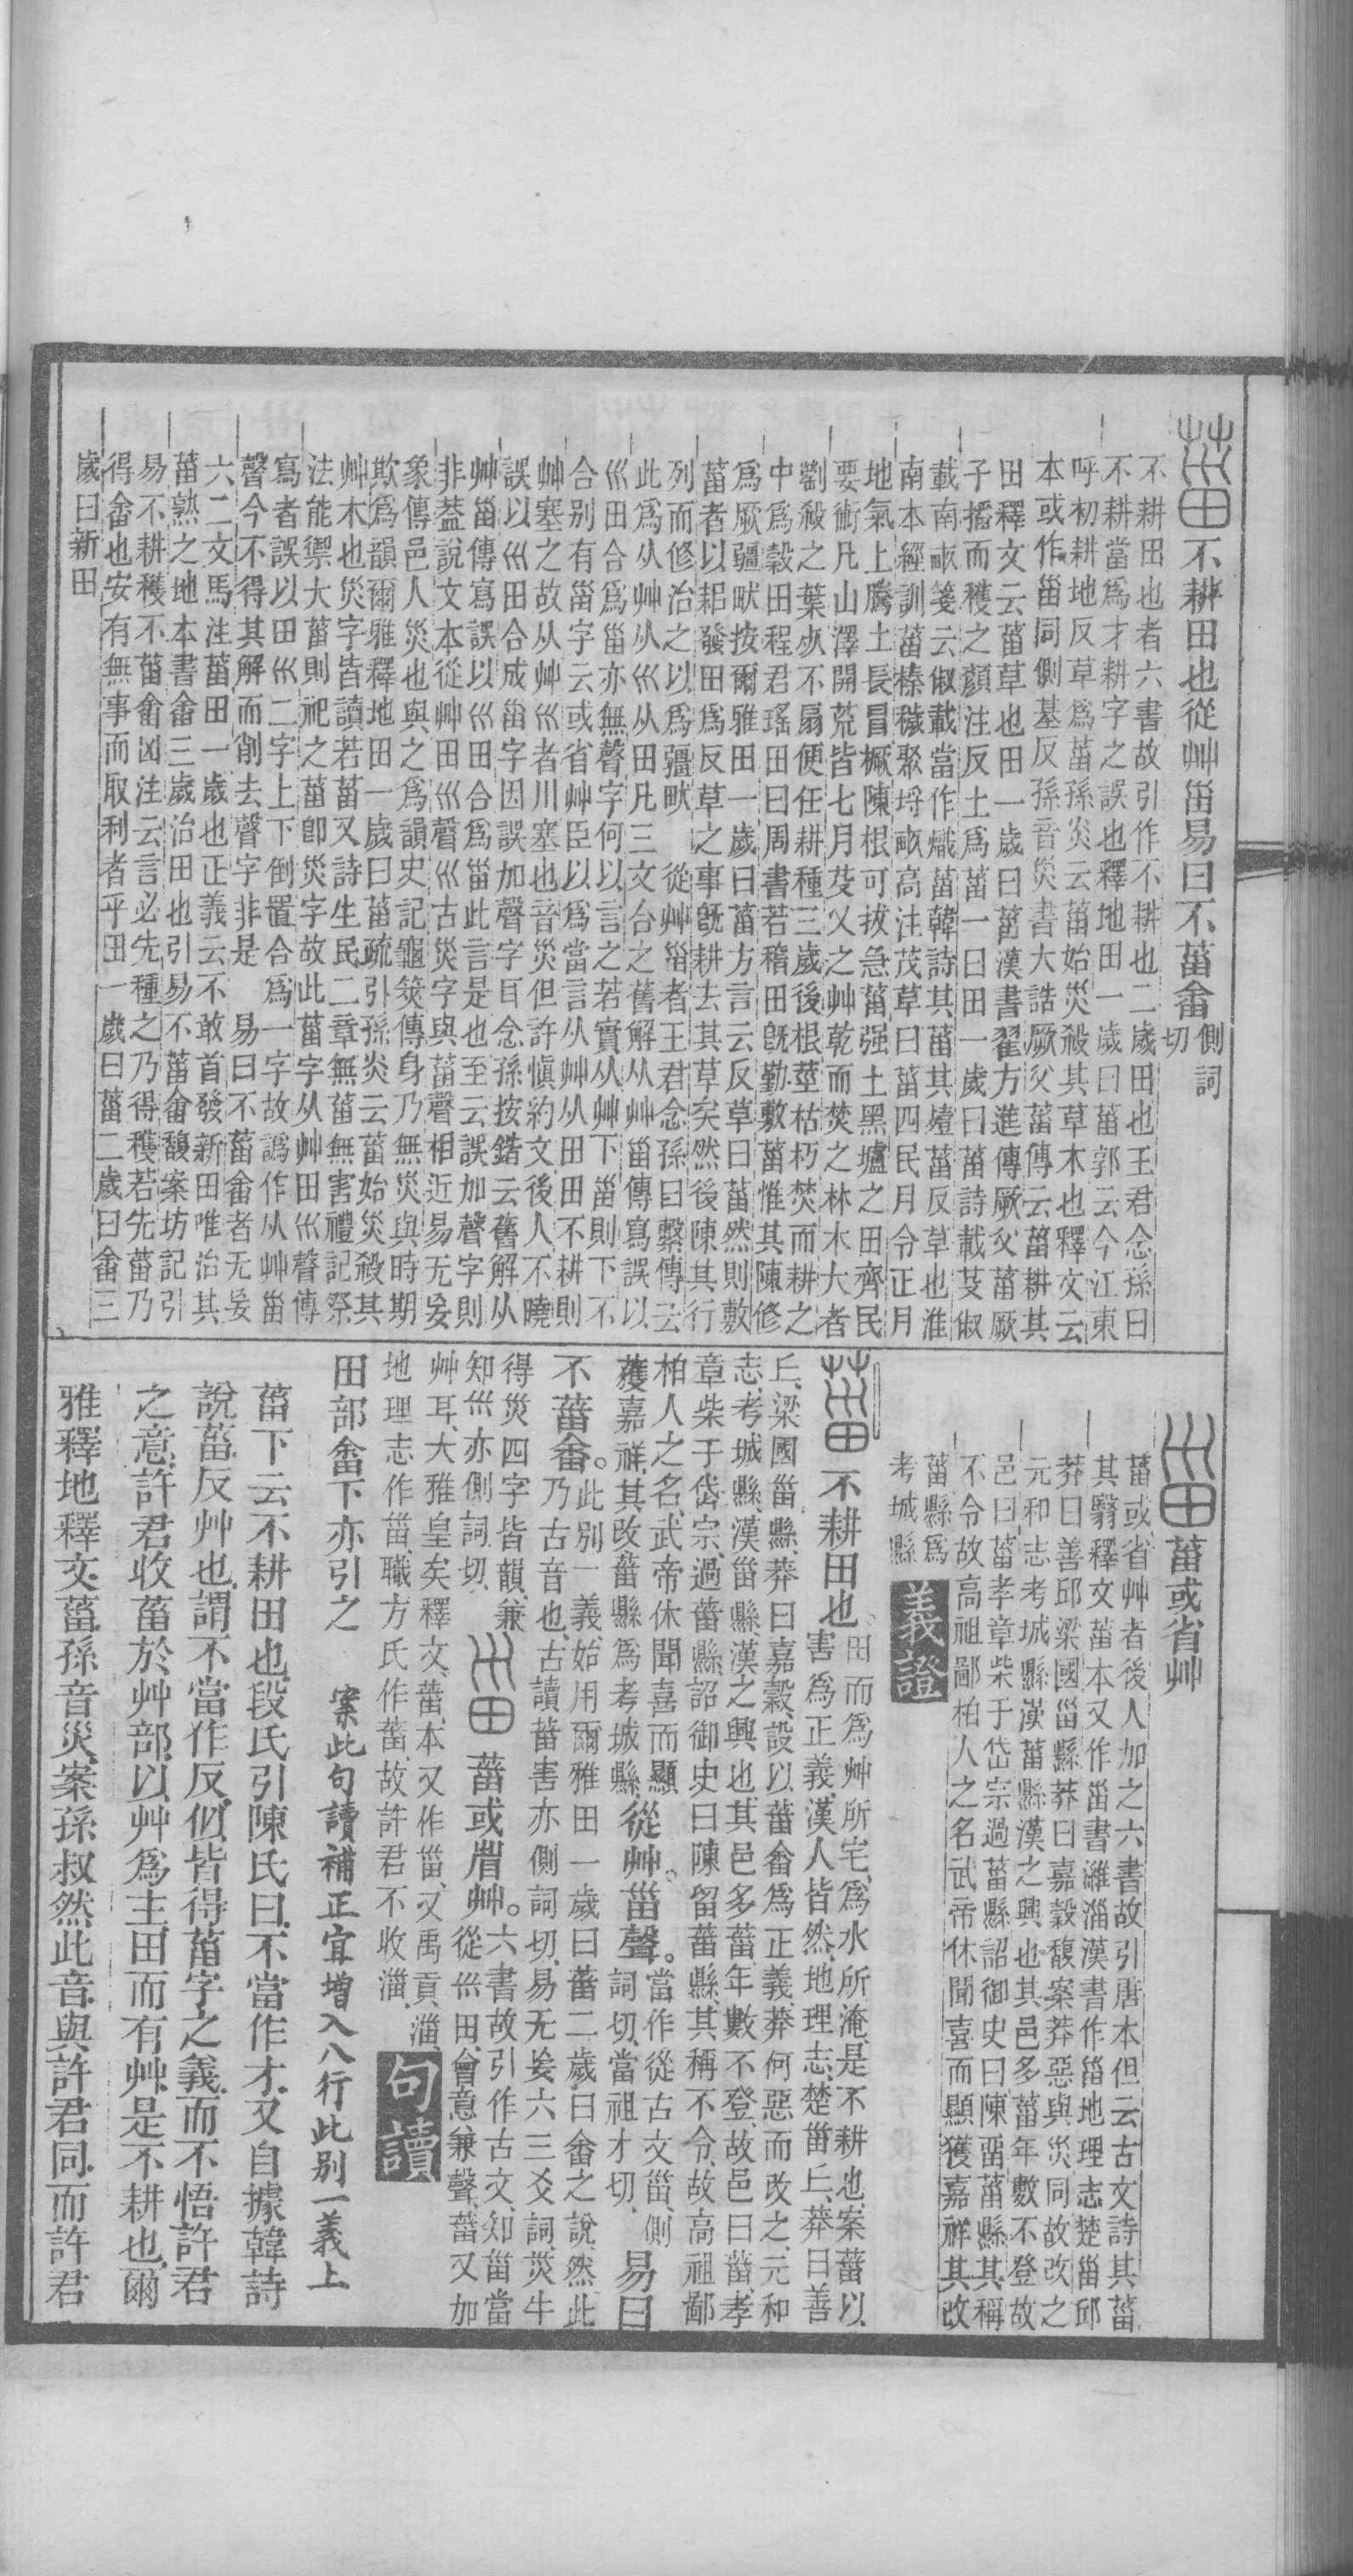 不耕田也從艸甾易曰不菑畬側詞切
不耕田也者六書故引作不耕也二歲田也王君念孫曰
不耕當爲才耕字之誤也釋地田一歲曰菑郭云今江東
呼初耕地反草爲菑孫炎云菑始災殺其草木也釋文云
本或作甾同側基反孫音災書大誥厥父菑傳云菑耕其
田釋文云菑草也田一歲曰菑漢書翟方進傳厥父菑厥
子播而穫之顏注反土爲菑一曰田一歲曰菑詩載芟俶
載南畝箋云俶載當作熾菑韓詩其菑其㙪菑反草也淮
南本經訓菑榛穢聚埒畝高注茂草曰菑四民月令正月
地氣上騰土長冒橛陳根可拔急菑强土黑壚之田齊民
要術凡山澤開荒皆七月芟乂之艸乾而焚之林木大者
劉殺之葉𣦵不扇便任耕種三歲後根莖枯朽焚而耕之
中爲穀田程君瑤田曰周書若稽田旣勤敷菑惟其陳修
爲厥疆畎按爾雅田一歲曰菑方言云反草曰菑然則敷
菑者以耜發田爲反草之事旣耕去其草矣然後陳其行
列而修治之以爲疆畎　從艸甾者王君念孫曰繫傳云
此爲从艸从巛从田凡三文合之舊解从艸甾傳寫誤以
巛田合爲甾亦無聲字何以言之若實从艸下甾則下不
合別有甾字云或省艸臣以爲當言从艸从田田不耕則
艸塞之故从艸巛者川塞也音災但許愼約文後人不曉
誤以巛田合成甾字因誤加聲字耳念孫按鍇云舊解从
艸甾傳寫誤以巛田合爲甾此言是也至云誤加聲字則
非蓋說文本從艸田巛聲巛古災字與菑聲相近易无妄
象傳邑人災也與之爲韻史記龜筴傳身乃無災與時期
欺爲韻爾雅釋地田一歲曰菑疏引孫炎云菑始災殺其
艸木也災字皆讀若菑又詩生民二章無菑無害禮記祭
法能禦大菑則祀之菑卽災字故此菑字从艸田巛聲傳
寫者誤以田巛二字上下倒置合爲一字故譌作从艸甾
聲今不得其解而削去聲字非是　易曰不菑畬者无妄
六二文馬注菑田一歲也正義云不敢首發新田唯治其
菑熟之地本書畬三歲治田也引易不菑畬馥案坊記引
易不耕穫不菑畬凶注云言必先種之乃得穫若先菑乃
得畬也安有無事而取利者乎田一歲曰菑二歲曰畬三
歲曰新田
菑或省艸
菑或省艸者後人加之六書故引唐本但云古文詩其菑
其翳釋文菑本又作甾書濰淄漢書作甾地理志楚甾邱
莽曰善邱梁國甾縣莽曰嘉穀馥案莽惡與災同故改之
元和志考城縣漢菑縣漢之興也其邑多菑年數不登故
邑曰菑孝章柴于岱宗過菑縣詔御史曰陳畱菑縣其稱
不令故高祖鄙柏人之名武帝休聞喜而顯獲嘉祥其改
菑縣爲
考城縣
義證
不耕田也田而爲艸所宅爲水所淹是不耕也案菑以
害爲正義漢人皆然地理志楚甾丘莽曰善
丘梁國甾縣莽曰嘉穀設以菑畬爲正義莽何惡而改之元和
志考城縣漢甾縣漢之興也其邑多菑年數不登故邑曰菑孝
章柴于岱宗過菑縣詔御史曰陳留菑縣其稱不令故高祖鄙
柏人之名武帝休聞喜而顯
獲嘉祥其改菑縣爲考城縣從艸甾聲當作從古文甾側
詞切當祖才切易曰
不菑畬此別一義始用爾雅田一歲曰菑二歲曰畬之說然此
乃古音也古讀菑害亦側詞切易无妄六三爻詞災牛
得災四字皆韻兼
知巛亦側詞切菑或省艸六書故引作古文知甾當
從巛田會意兼聲菑又加
艸耳大雅皇矣釋文菑本又作甾又禹貢淄
地理志作甾職方氏作菑故許君不收淄
句讀
田部畬下亦引之　案此句讀補正宜增入八行此別一義上
菑下云不耕田也段氏引陳氏曰不當作才又自據韓詩
說菑反艸也謂不當作反似皆得菑字之義而不悟許君
之意許君收菑於艸部以艸爲主田而有艸是不耕也爾
雅釋地釋文菑孫音災案孫叔然此音與許君同而許君